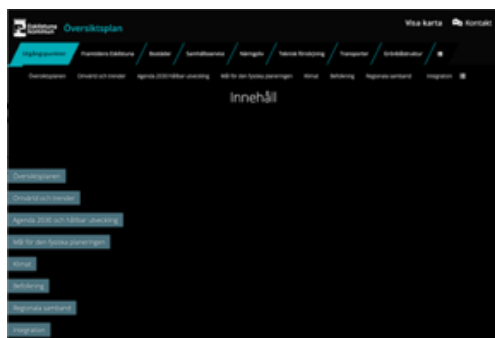 Eskilstuna kommun Översiktsplan Visa karta Kontakt
Utgångspunkter Framtidens Eskilstuna Bostäder Samhällsservice Näringsliv Teknisk försörjning Transporter Grönblåstruktur
Översiktsplanen Omvärld och trender Agenda 2030 och hållbar utveckling Mål för den fysiska planeringen Klimat Befolkning Regionala samband Integration
Innehåll
Översiktsplanen
Omvärld och trender
Agenda 2030 och hållbar utveckling
Mål för den fysiska planeringen
Klimat
Befolkning
Regionala samband
Integration